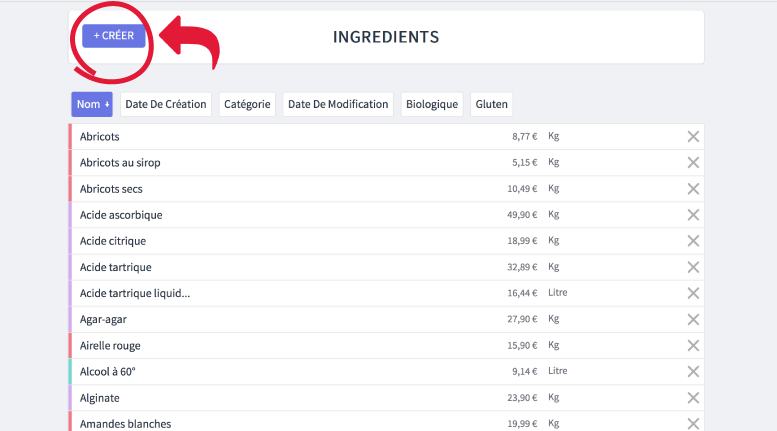 + CRÉER
INGREDIENTS
Nom ↓ Date De Création Catégorie Date De Modification Biologique Gluten
Abricots 8,77 € Kg
Abricots au sirop 5,15 € Kg
Abricots secs 10,49 € Kg
Acide ascorbique 49,90 € Kg
Acide citrique 18,99 € Kg
Acide tartrique 32,89 € Kg
Acide tartrique liquid... 16,44 € Litre
Agar-agar 27,90 € Kg
Airelle rouge 15,90 € Kg
Alcool à 60° 9,14 € Litre
Alginate 23,90 € Kg
Amandes blanches 19,99 € Kg